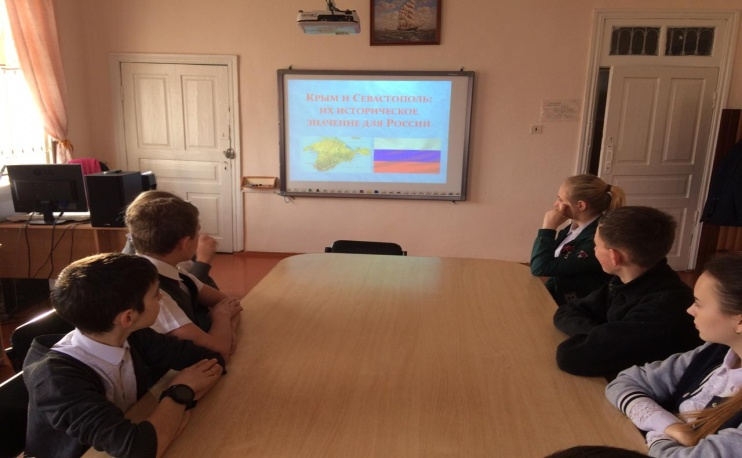 Крым и Севастополь:
их историческое
значение для России